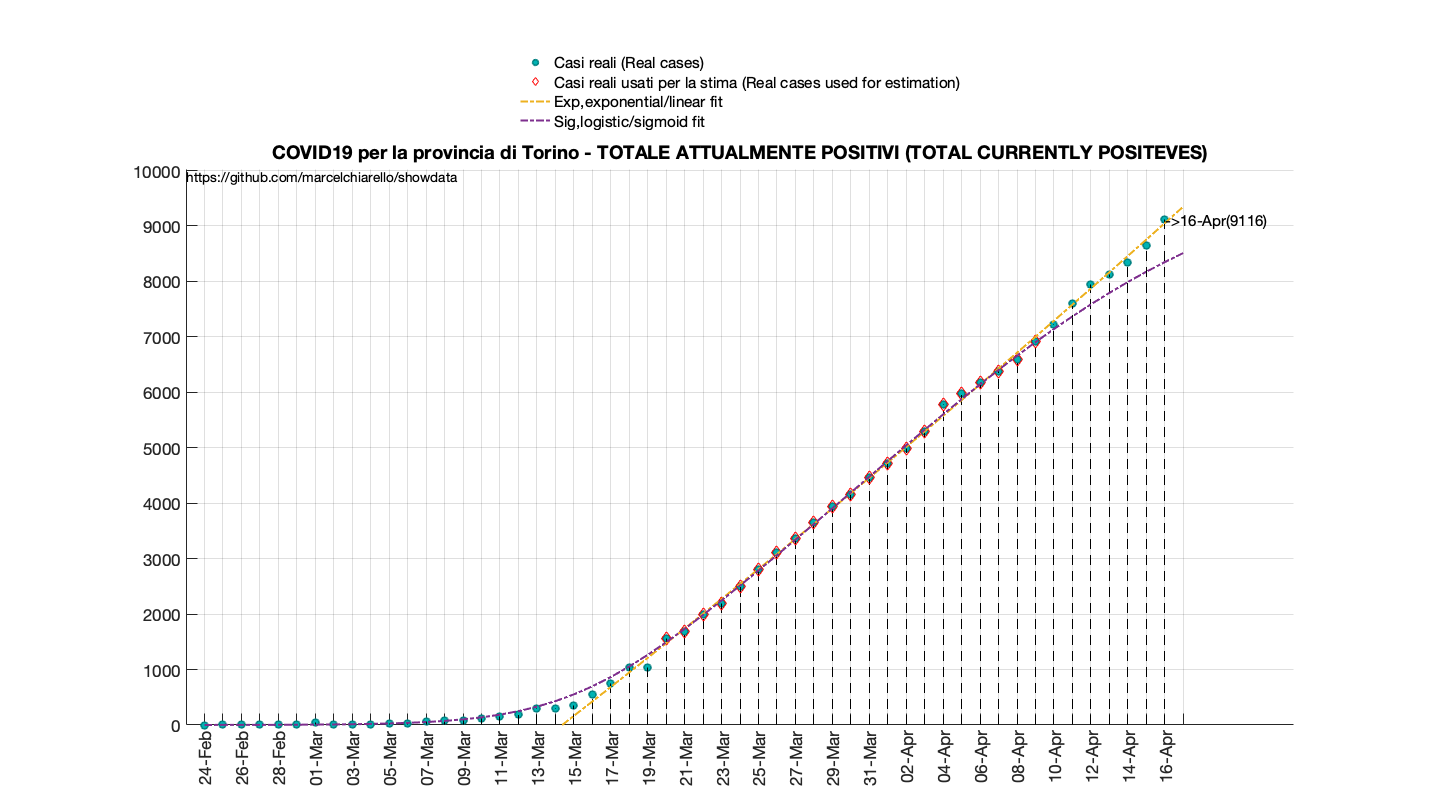 Casi reali (Real cases)
Casi reali usati per la stima (Real cases used for estimation)
Exp,exponential/linear fit
Sig,logistic/sigmoid fit
COVID19 per la provincia di Torino - TOTALE ATTUALMENTE POSITIVI (TOTAL CURRENTLY POSITEVES)
https://github.com/marcelchiarello/showdata
10000
9000
8000
7000
6000
5000
4000
3000
2000
1000
0
->16-Apr(9116)
24-Feb
26-Feb
28-Feb
01-Mar
03-Mar
05-Mar
07-Mar
09-Mar
11-Mar
13-Mar
15-Mar
17-Mar
19-Mar
21-Mar
23-Mar
25-Mar
27-Mar
29-Mar
31-Mar
02-Apr
04-Apr
06-Apr
08-Apr
10-Apr
12-Apr
14-Apr
16-Apr